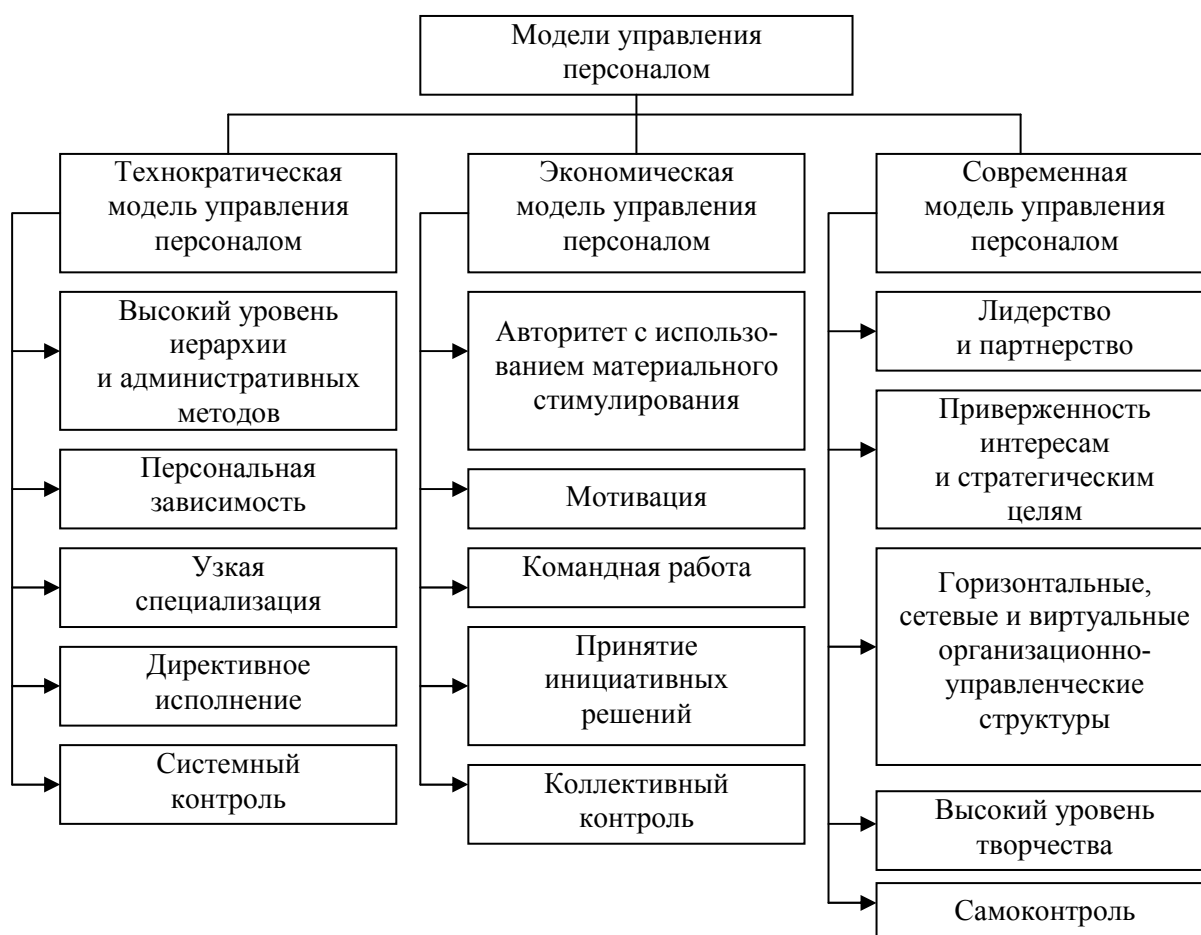 Модели управления
персоналом
Технократическая
модель управления
персоналом
Высокий уровень
иерархии
и административных
методов
Персональная
зависимость
Узкая
специализация
Директивное
исполнение
Системный
контроль
Экономическая
модель управления
персоналом
Авторитет с использо-
ванием материального
стимулирования
Мотивация
Командная работа
Принятие
инициативных
решений
Коллективный
контроль
Современная
модель управления
персоналом
Лидерство
и партнерство
Приверженность
интересам
и стратегическим
целям
Горизонтальные,
сетевые и виртуальные
организационно-
управленческие
структуры
Высокий уровень
творчества
Самоконтроль